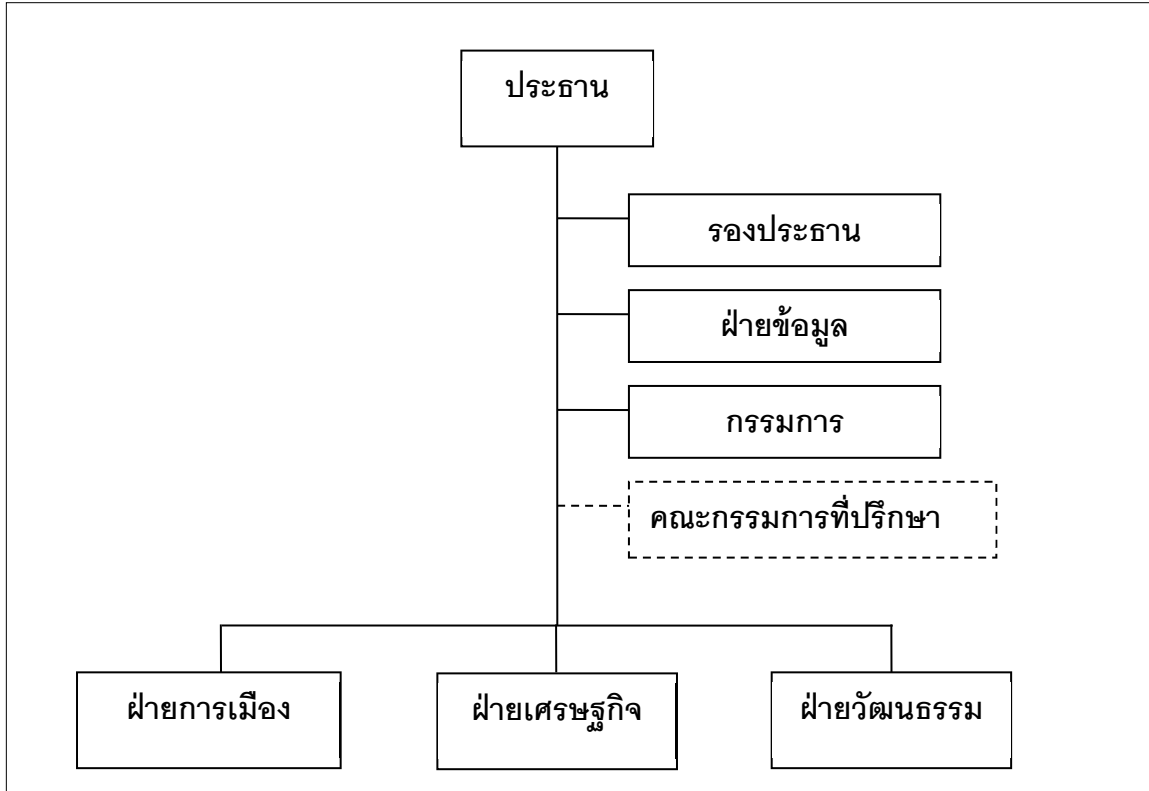 ประธาน
รองประธาน
ฝ่ายข้อมูล
กรรมการ
คณะกรรมการที่ปรึกษา
ฝ่ายการเมือง
ฝ่ายเศรษฐกิจ
ฝ่ายวัฒนธรรม